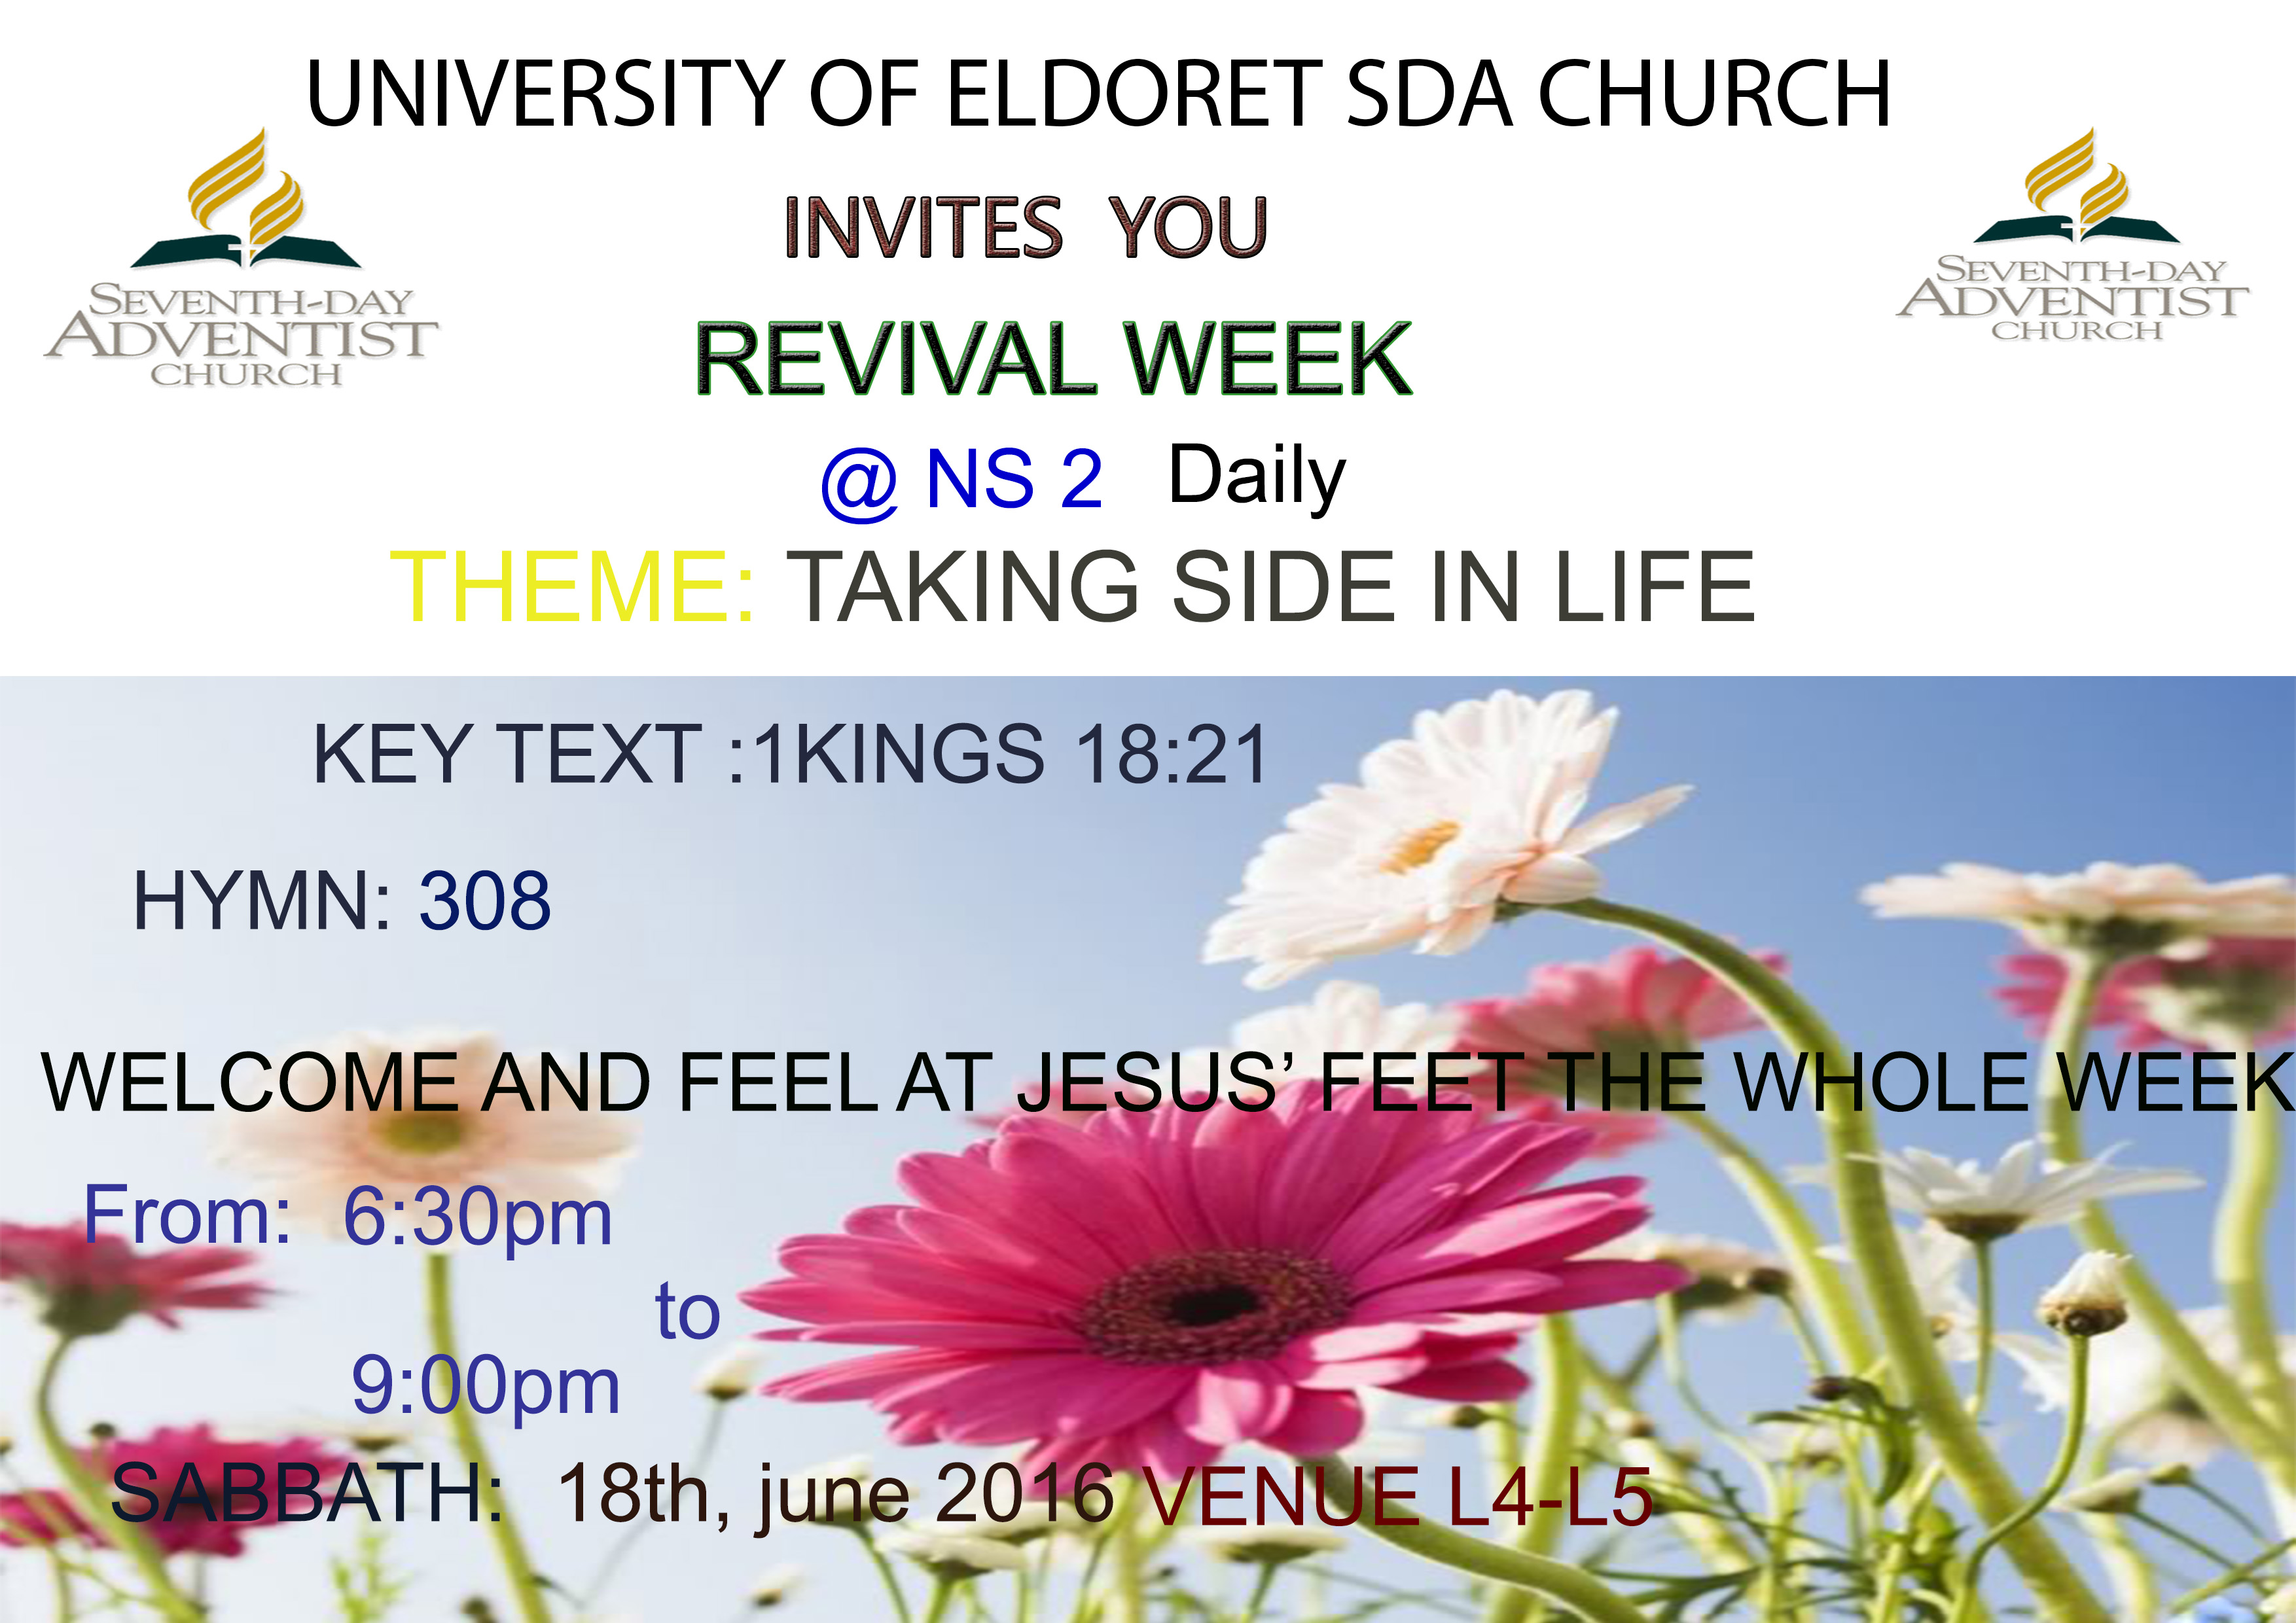 UNIVERSITY OF ELDORET SDA CHURCH
INVITES YOU
SEVENTH-DAY
ADVENTIST
CHURCH
SEVENTH-DAY
ADVENTIST
CHURCH
REVIVAL WEEK
@ NS 2 Daily
THEME: TAKING SIDE IN LIFE
KEY TEXT :1KINGS 18:21
HYMN: 308
WELCOME AND FEEL AT JESUS’ FEET THE WHOLE WEEK
From: 6:30pm
to
9:00pm
SABBATH: 18th, june 2016 VENUE L4-L5